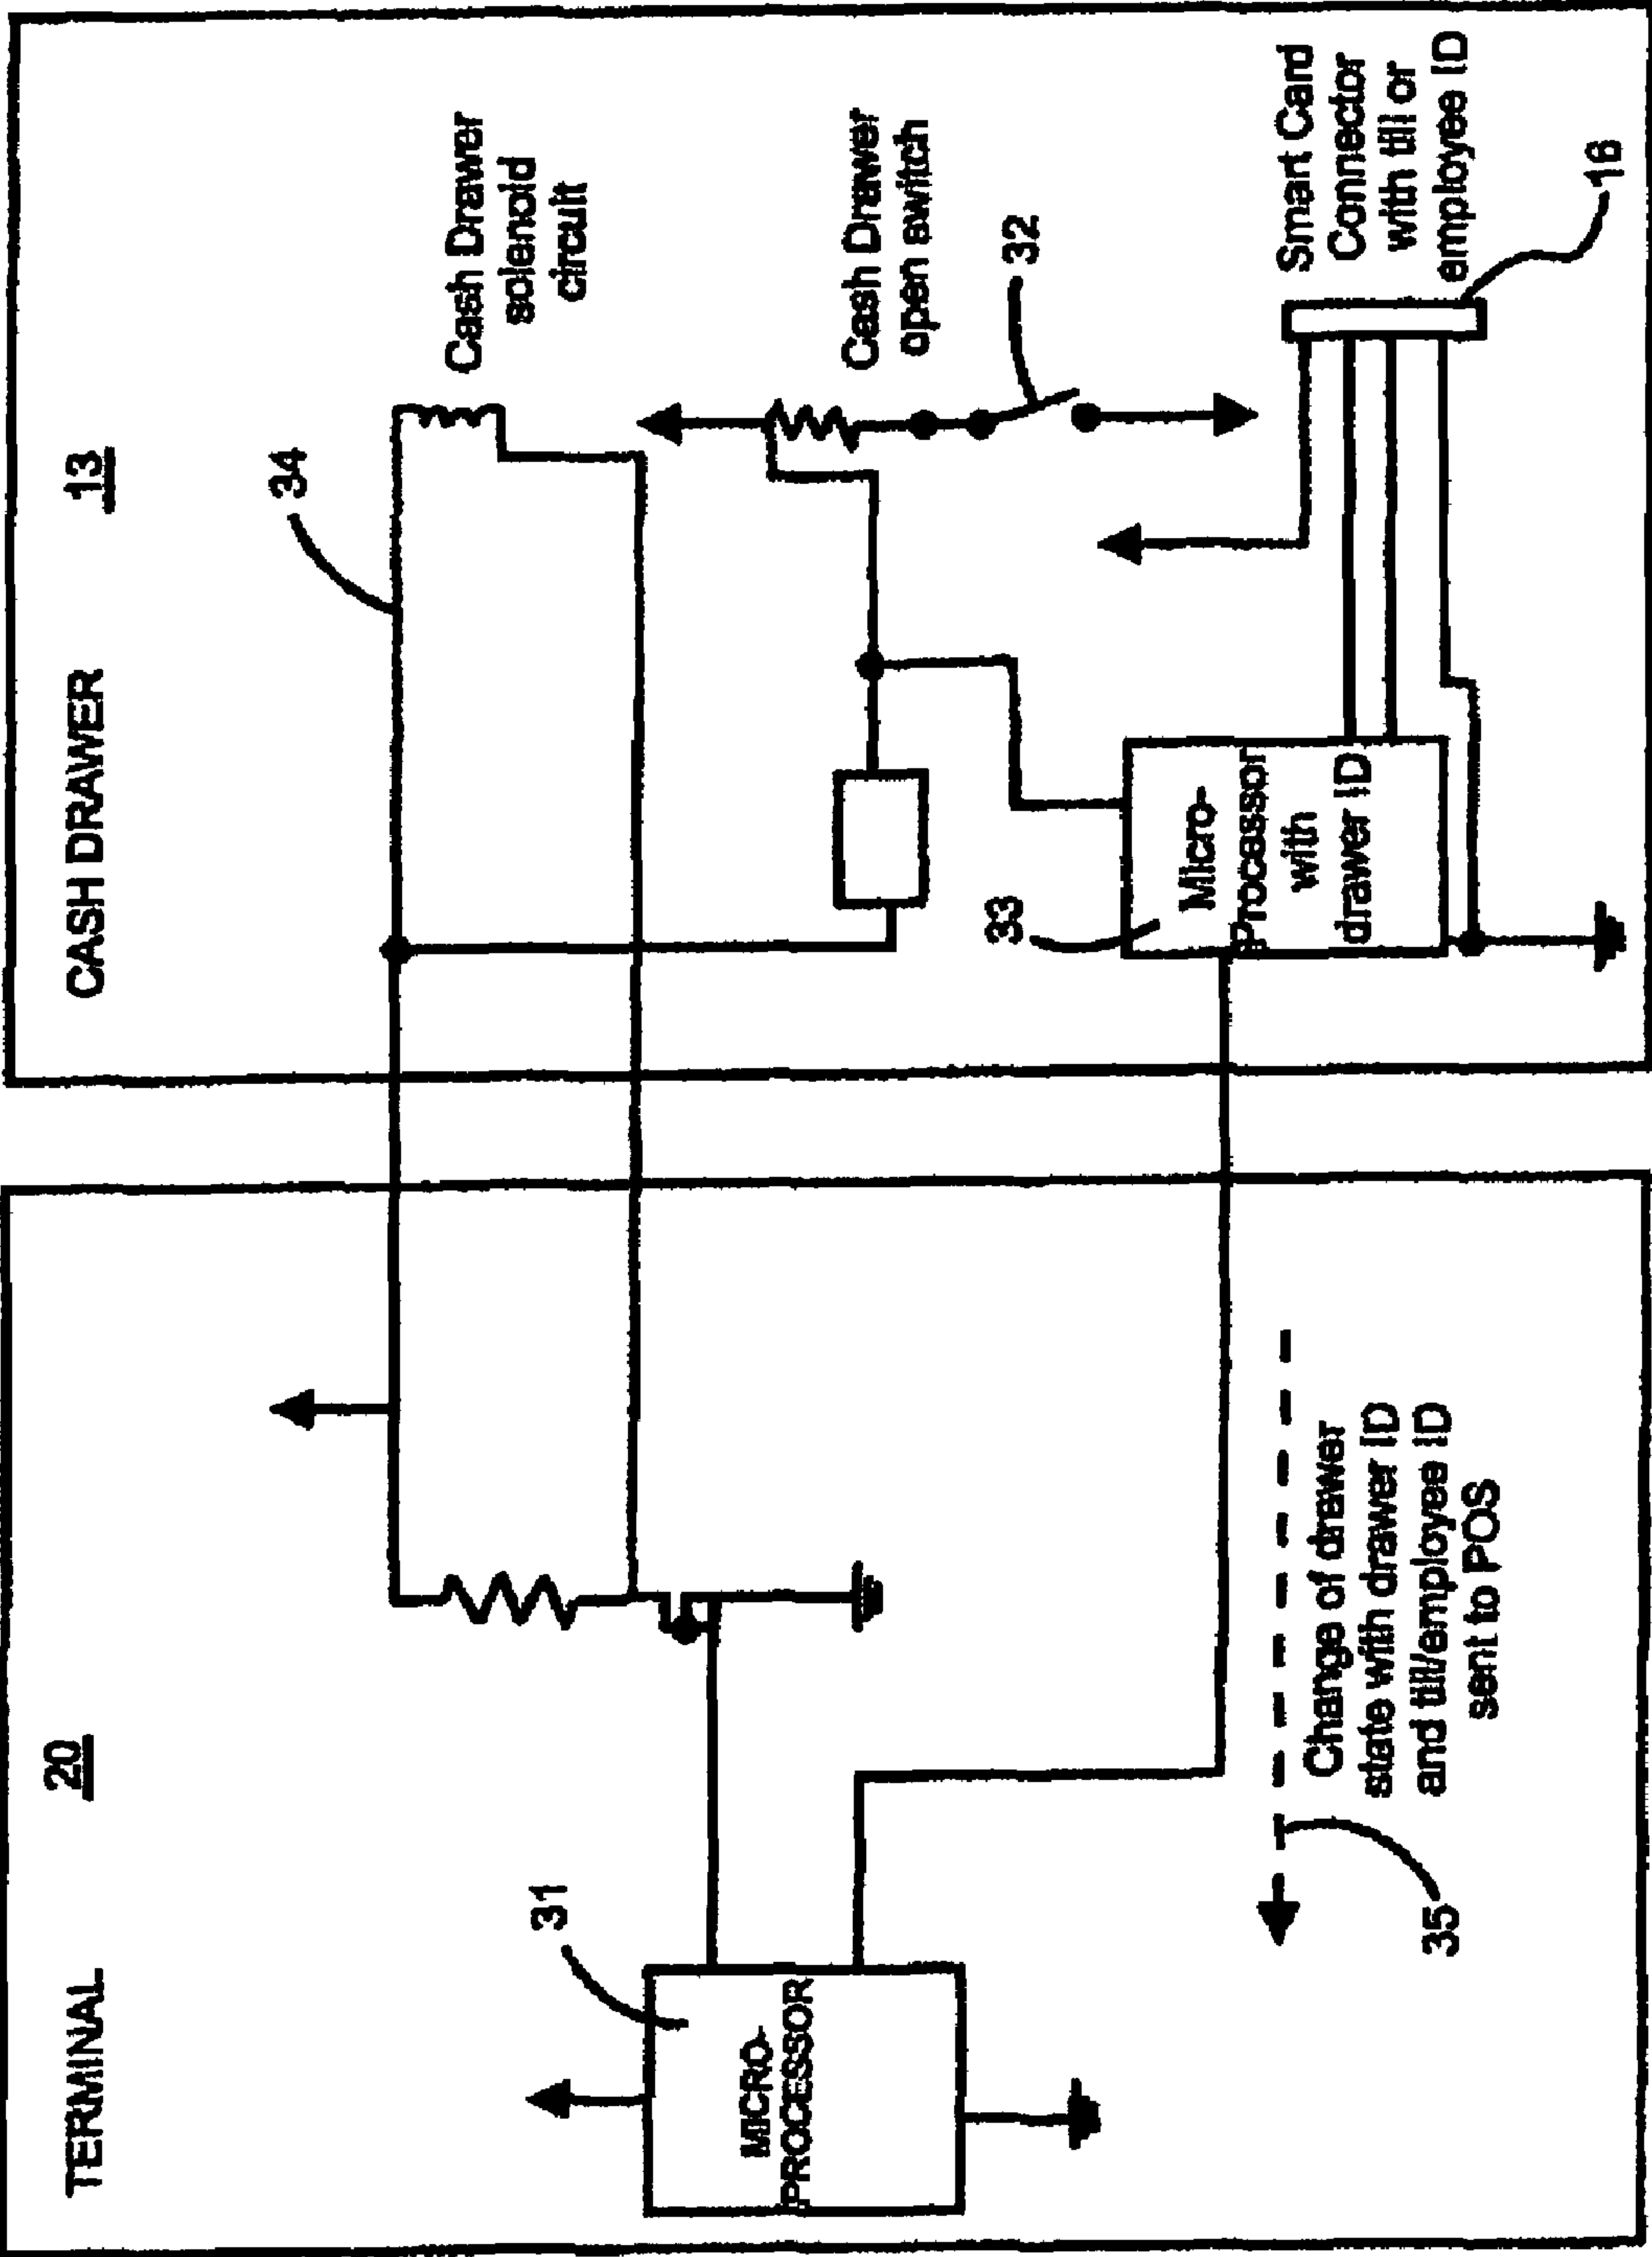 TERMINAL
20
31
MICRO-
PROCESSOR
35
Change of drawer
state with drawer ID
and till/employee ID
sent to POS
CASH DRAWER
13
34
Cash Drawer
solenoid
circuit
Cash Drawer
open switch
32
33
Micro-
Processor
with
drawer ID
Smart Card
Connector
with till or
employee ID